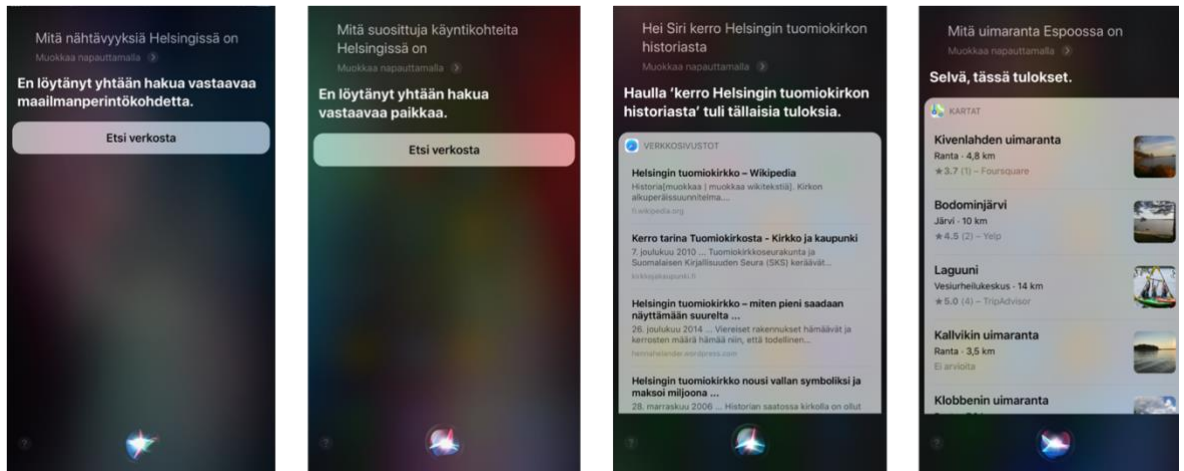 Mitä nähtävyyksiä Helsingissä on
Muokkaa napauttamalla
En löytänyt yhtään hakua vastaavaa
maailmanperintökohdetta.
Etsi verkosta
Mitä suosittuja käyntikohteita
Helsingissä on
Muokkaa napauttamalla
En löytänyt yhtään hakua
vastaavaa paikkaa.
Etsi verkosta
Hei Siri kerro Helsingin tuomiokirkon
historiasta
Muokkaa napauttamalla
Haulla ’kerro Helsingin tuomiokirkon
historiasta’ tuli tällaisia tuloksia.
VERKKOSIVUSTOT
Helsingin tuomiokirkko – Wikipedia
Historia[muokkaa | muokkaa wikitekstiä]. Kirkon
alkuperäissuunnitelma....
fi.wikipedia.org
Kerro tarina Tuomiokirkosta - Kirkko ja kaupunki
7. joulukuu 2010 ... Tuomiokirkkoseurakunta ja
Suomalaisen Kirjallisuuden Seura (SKS) keräävät...
kirkkojakaupunki.fi
Helsingin tuomiokirkko – miten pieni saadaan
näyttämään suurelta ...
26. joulukuu 2014 ... Viereiset rakennukset hämäävät ja
kerrosten määrä hämää niin, että todellinen...
Helsingin tuomiokirkko nousi vallan symboliksi ja
maksoi miljoona ...
28. marraskuu 2006 ... Historian saatossa kirkolla on ollut
Mitä uimaranta Espoossa on
Muokkaa napauttamalla
Selvä, tässä tulokset.
KARTAT
Kivenlahden uimaranta
Ranta · 4,8 km
★3.7 (1) – Foursquare
Bodominjärvi
Järvi · 10 km
★4.5 (2) – Yelp
Laguuni
Vesiurheilukeskus · 14 km
★5.0 (4) – TripAdvisor
Kallvikin uimaranta
Ranta · 3,5 km
Ei arvioita
Klobbenin uimaranta